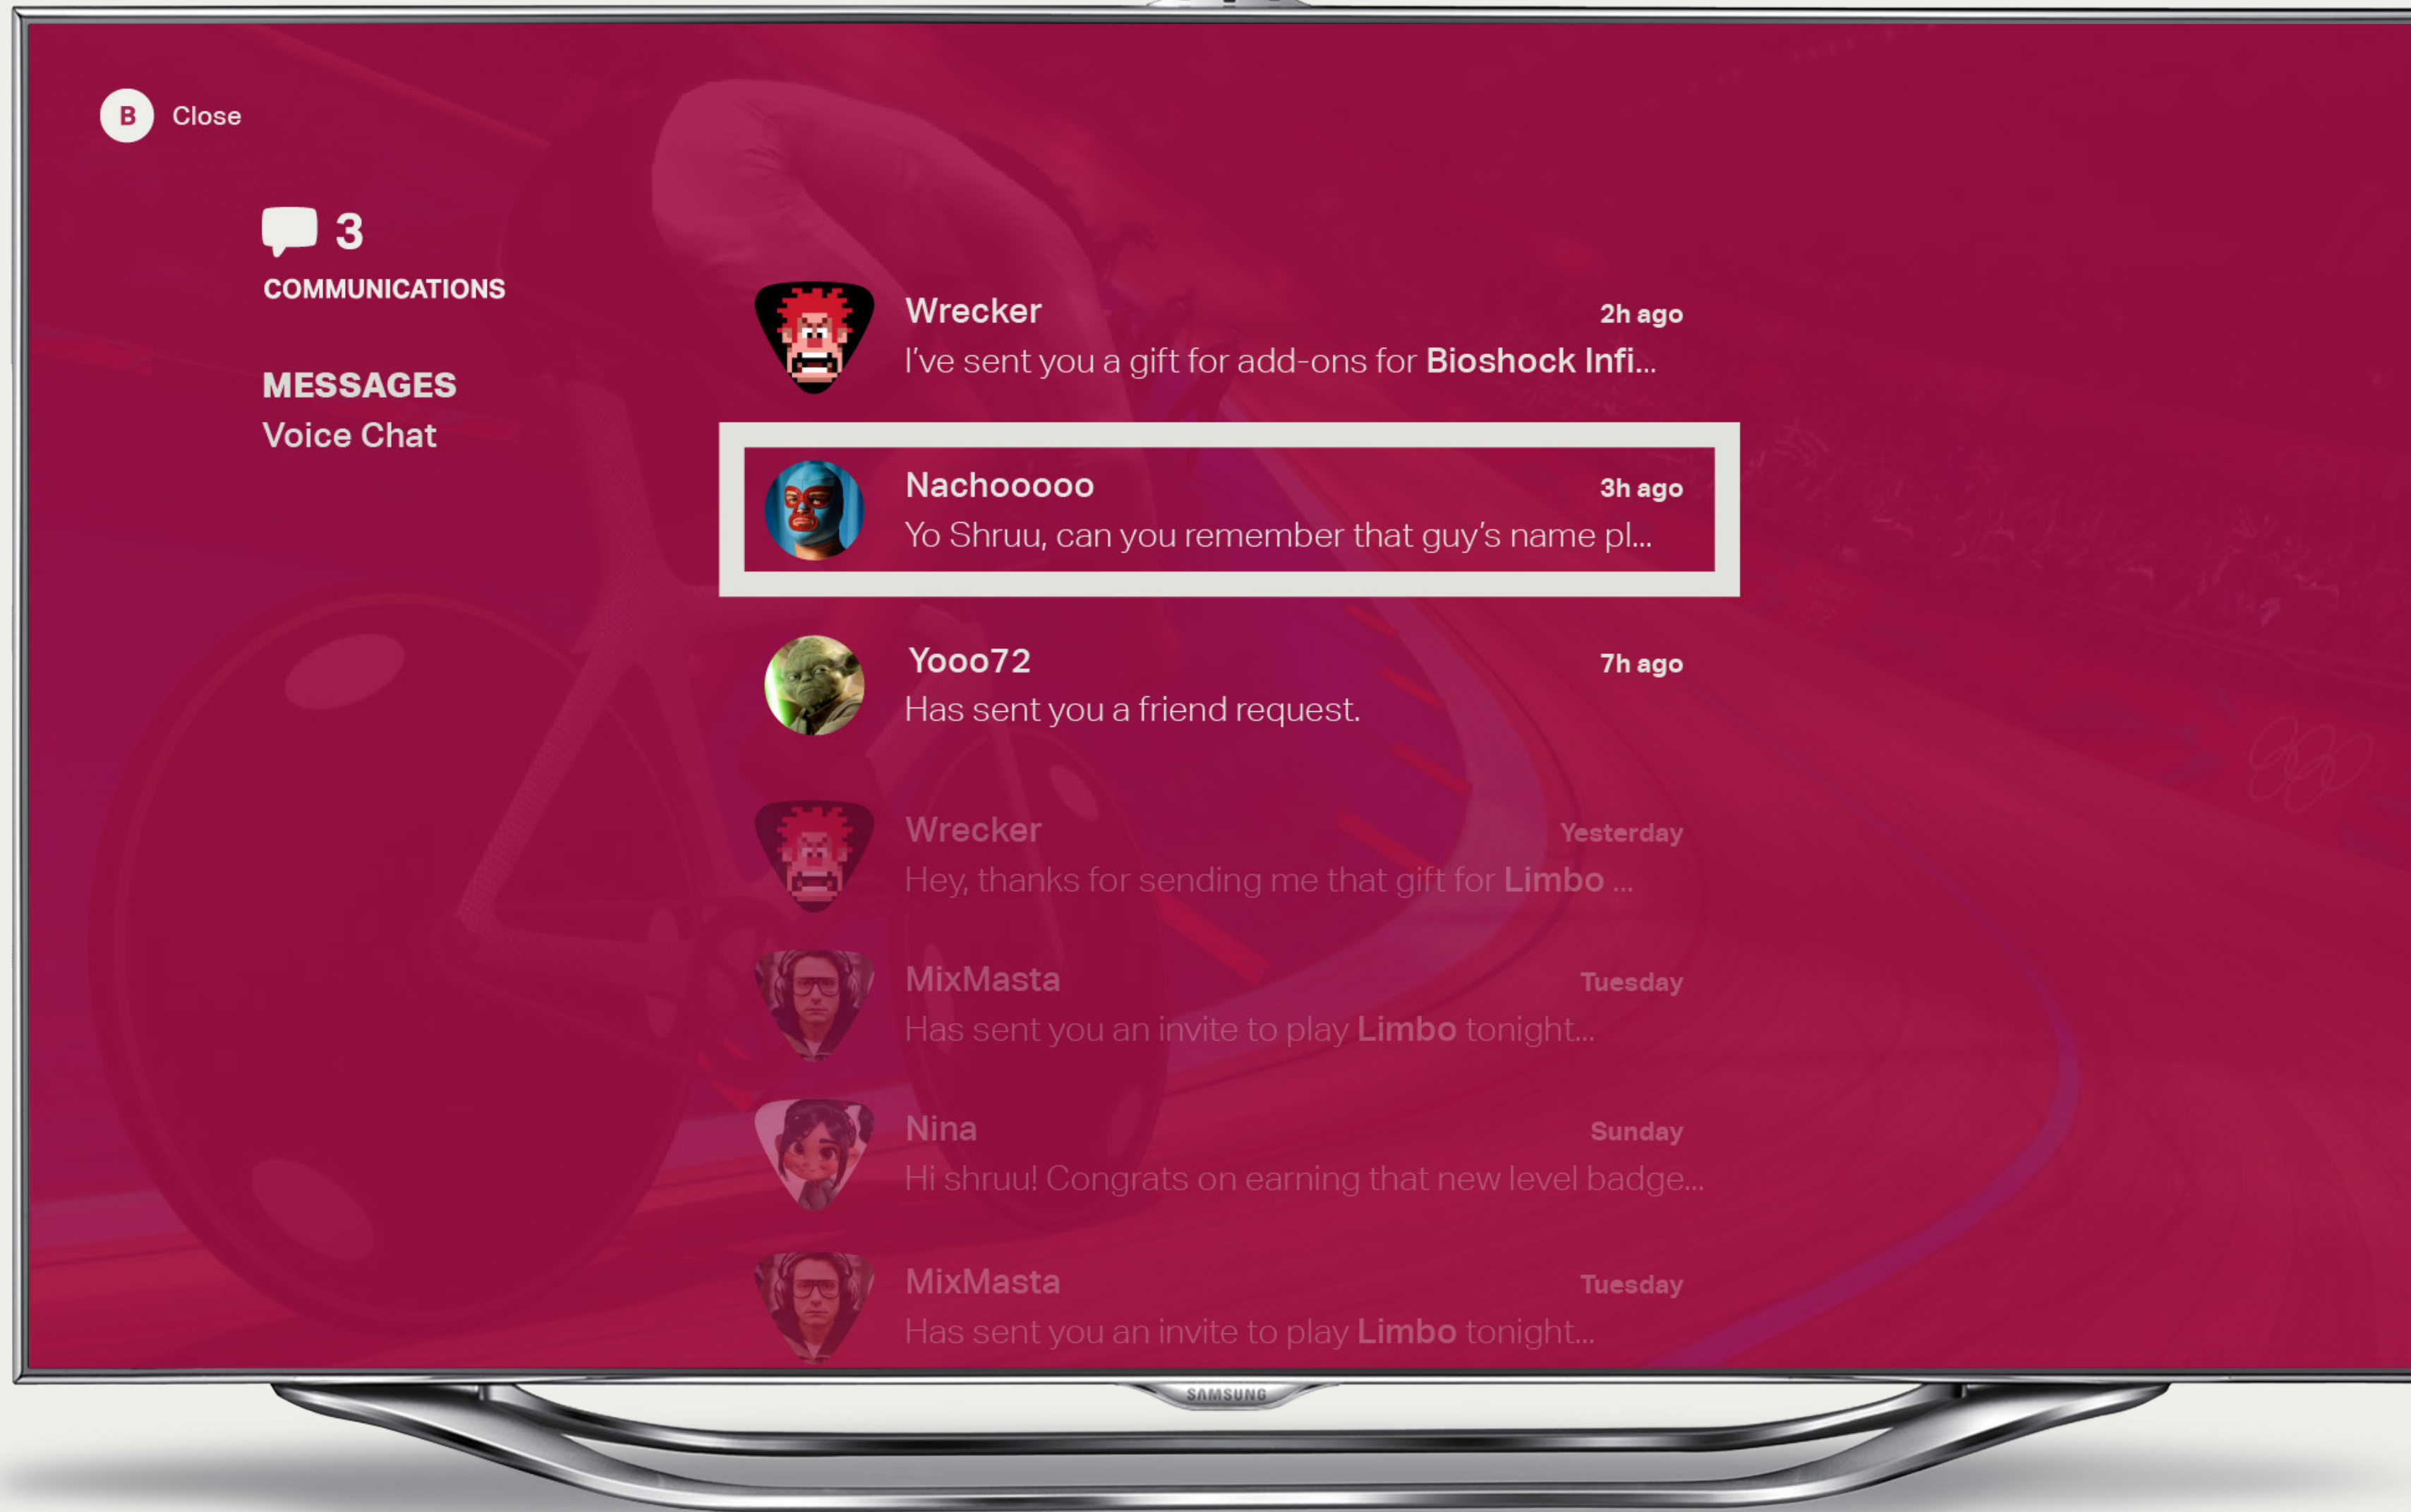 B Close
3
COMMUNICATIONS
MESSAGES
Voice Chat
Wrecker 2h ago
I've sent you a gift for add-ons for Bioshock Infi...
Nachooooo 3h ago
Yo Shruu, can you remember that guy's name pl...
Yooo72 7h ago
Has sent you a friend request.
Wrecker Yesterday
Hey, thanks for sending me that gift for Limbo ...
MixMasta Tuesday
Has sent you an invite to play Limbo tonight...
Nina Sunday
Hi shruu! Congrats on earning that new level badge...
MixMasta Tuesday
Has sent you an invite to play Limbo tonight...
SAMSUNG